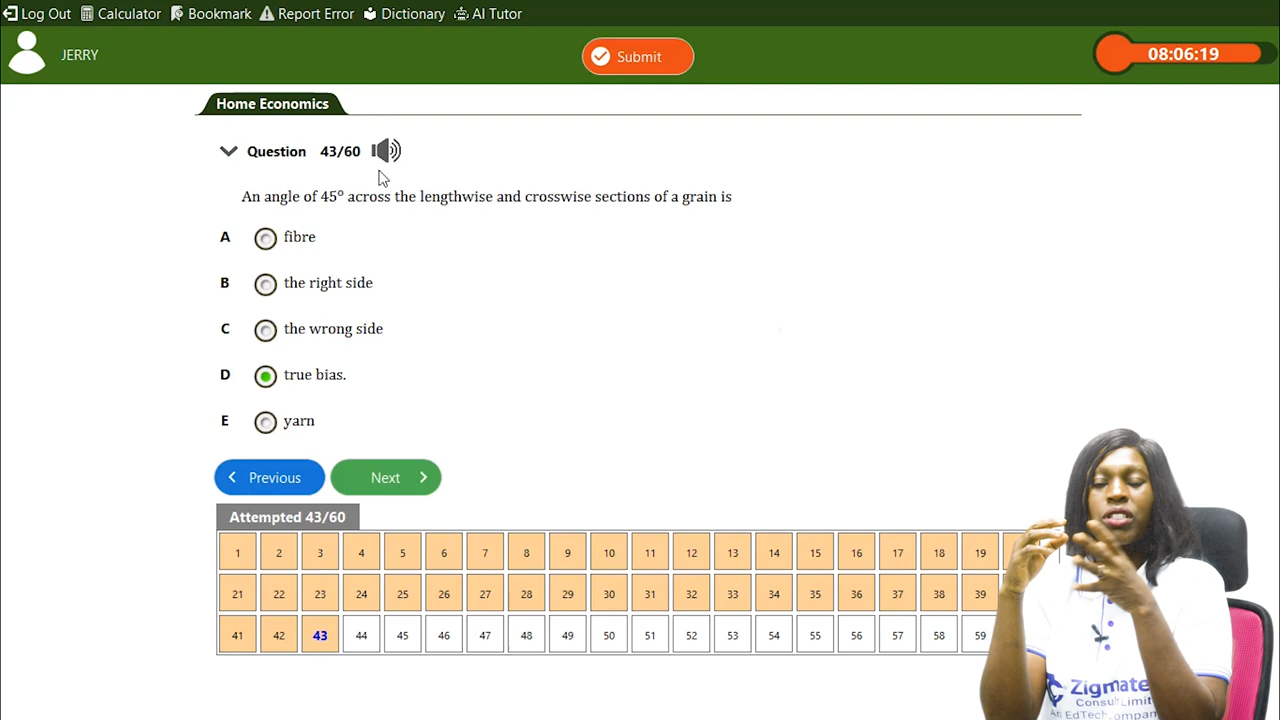 Log Out Calculator Bookmark Report Error Dictionary AI Tutor
JERRY
Submit
08:06:19
Home Economics
Question 43/60
An angle of 45° across the lengthwise and crosswise sections of a grain is
A fibre
B the right side
C the wrong side
D true bias.
E yarn
Previous Next
Attempted 43/60
1 2 3 4 5 6 7 8 9 10 11 12 13 14 15 16 17 18 19
21 22 23 24 25 26 27 28 29 30 31 32 33 34 35 36 37 38 39
41 42 43 44 45 46 47 48 49 50 51 52 53 54 55 56 57 58 59
Zigmate
Consult Limit
An EdTech Compan